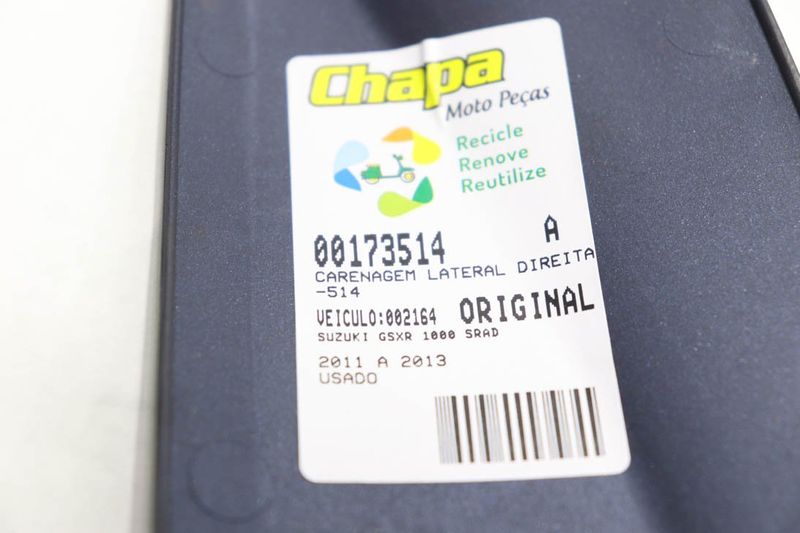 Chapa
Moto Peças
Recicle
Renove
Reutilize
00173514 A
CARENAGEM LATERAL DIREITA
-514
VEICULO:002164 ORIGINAL
SUZUKI GSXR 1000 SRAD
2011 A 2013
USADO